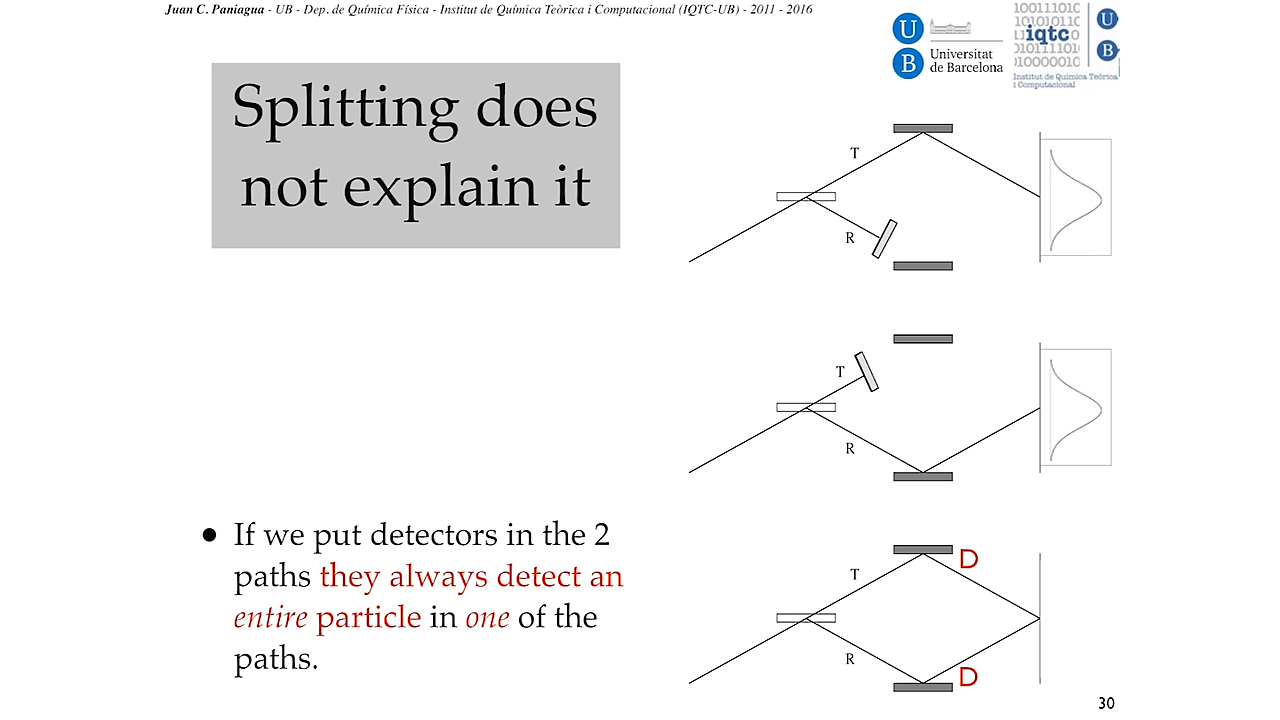 Juan C. Paniagua - UB - Dep. de Química Física - Institut de Química Teòrica i Computacional (IQTC-UB) - 2011 - 2016
U
B
Universitat
de Barcelona
iqtc
U
B
Institut de Química Teòrica
i Computacional
Splitting does
not explain it
T
R
T
R
• If we put detectors in the 2
paths they always detect an
entire particle in one of the
paths.
T
D
R
D
30